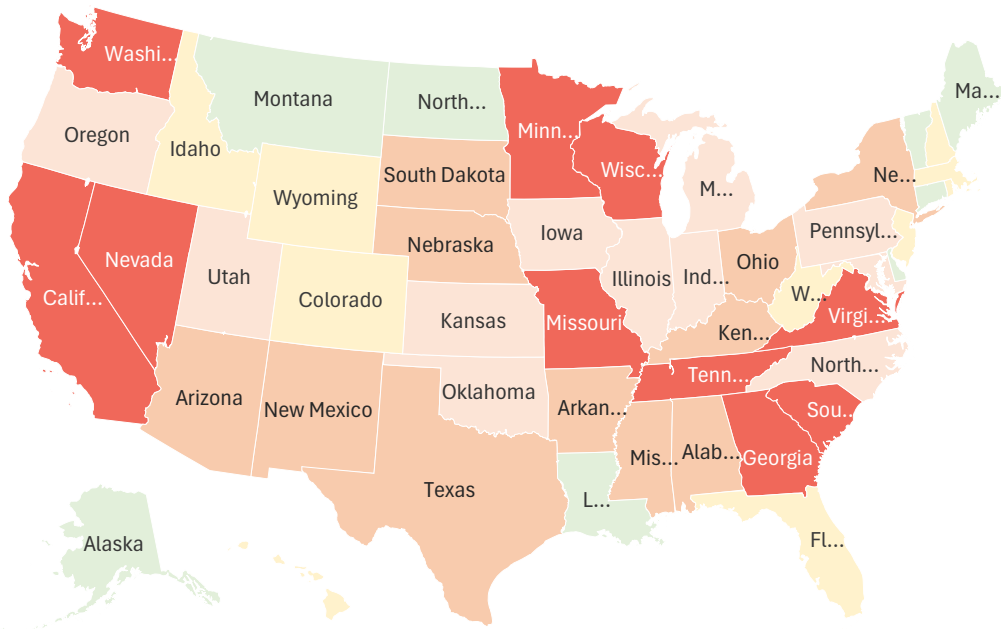 Washi...
Montana
North...
Ma...
Oregon
Idaho
Minn...
Wisc...
South Dakota
Ne...
M...
Wyoming
Nebraska
Iowa
Pennsyl...
Nevada
Utah
Illinois
Ind...
Ohio
Calif...
Colorado
W...
Kansas
Missouri
Virgi...
Ken...
North...
Tenn...
Arizona
New Mexico
Oklahoma
Arkan...
Sou...
Mis...
Alab...
Georgia
Texas
L...
Alaska
Fl...